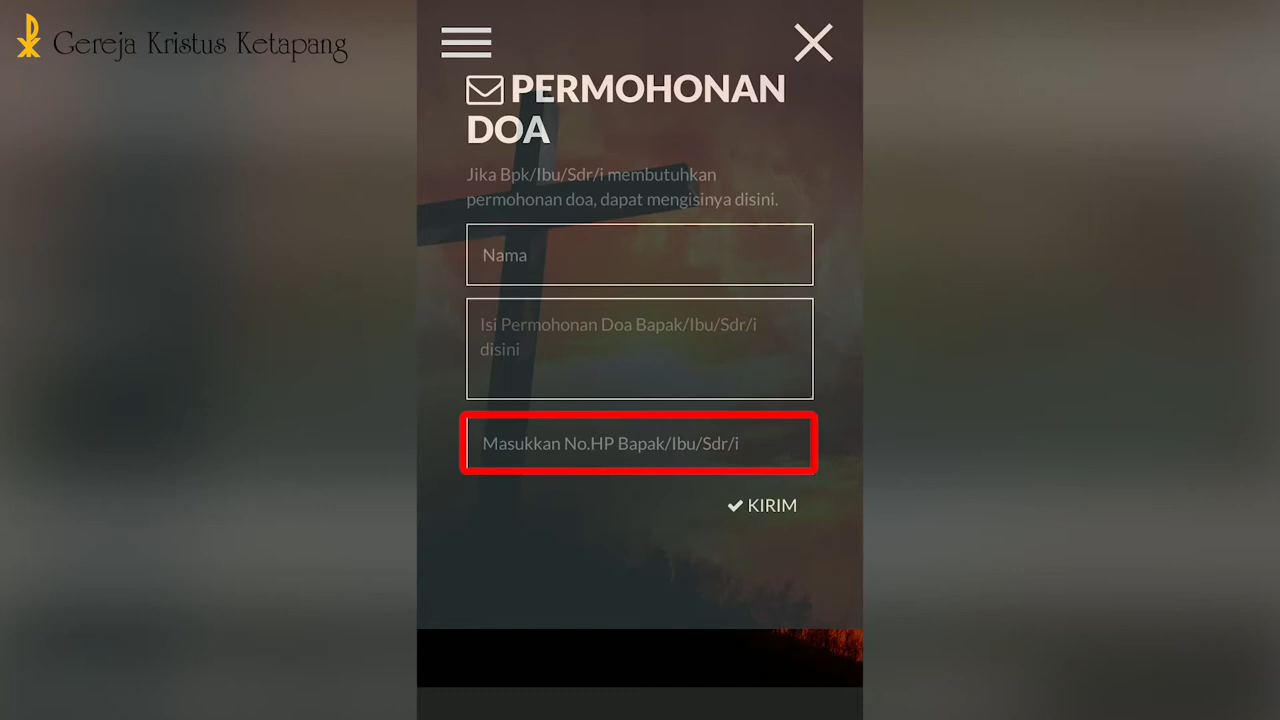 Gereja Kristus Ketapang
PERMOHONAN
DOA
Jika Bpk/Ibu/Sdr/i membutuhkan
permohonan doa, dapat mengisinya disini.
Nama
Isi Permohonan Doa Bapak/Ibu/Sdr/i
disini
Masukkan No.HP Bapak/Ibu/Sdr/i
KIRIM